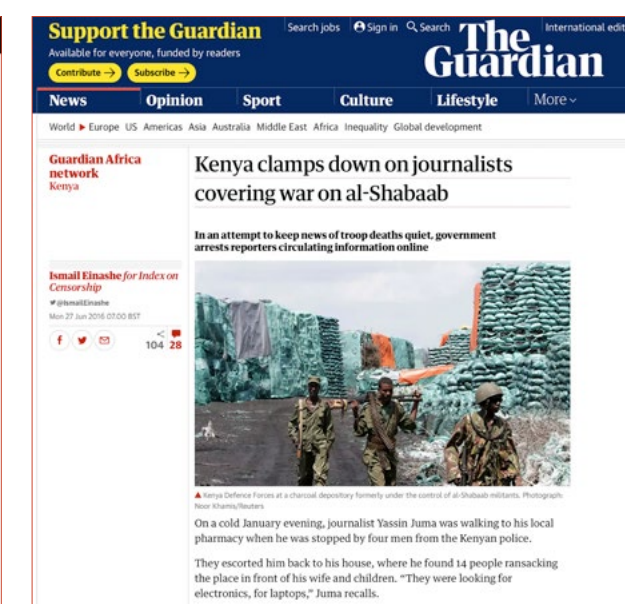 Support the Guardian
Available for everyone, funded by readers
Contribute →
Subscribe →
Search jobs
Sign in
Search
International edit
The
Guardian
News Opinion Sport Culture Lifestyle More
World ▸ Europe US Americas Asia Australia Middle East Africa Inequality Global development
Guardian Africa
network
Kenya
Kenya clamps down on journalists
covering war on al-Shabaab
In an attempt to keep news of troop deaths quiet, government
arrests reporters circulating information online
Ismail Einashe for Index on
Censorship
@IsmailEinashe
Mon 27 Jun 2016 07.00 BST
104 28
▲ Kenya Defence Forces at a charcoal depository formerly under the control of al-Shabaab militants. Photograph:
Noor Khamis/Reuters
On a cold January evening, journalist Yassin Juma was walking to his local
pharmacy when he was stopped by four men from the Kenyan police.
They escorted him back to his house, where he found 14 people ransacking
the place in front of his wife and children. “They were looking for
electronics, for laptops,” Juma recalls.